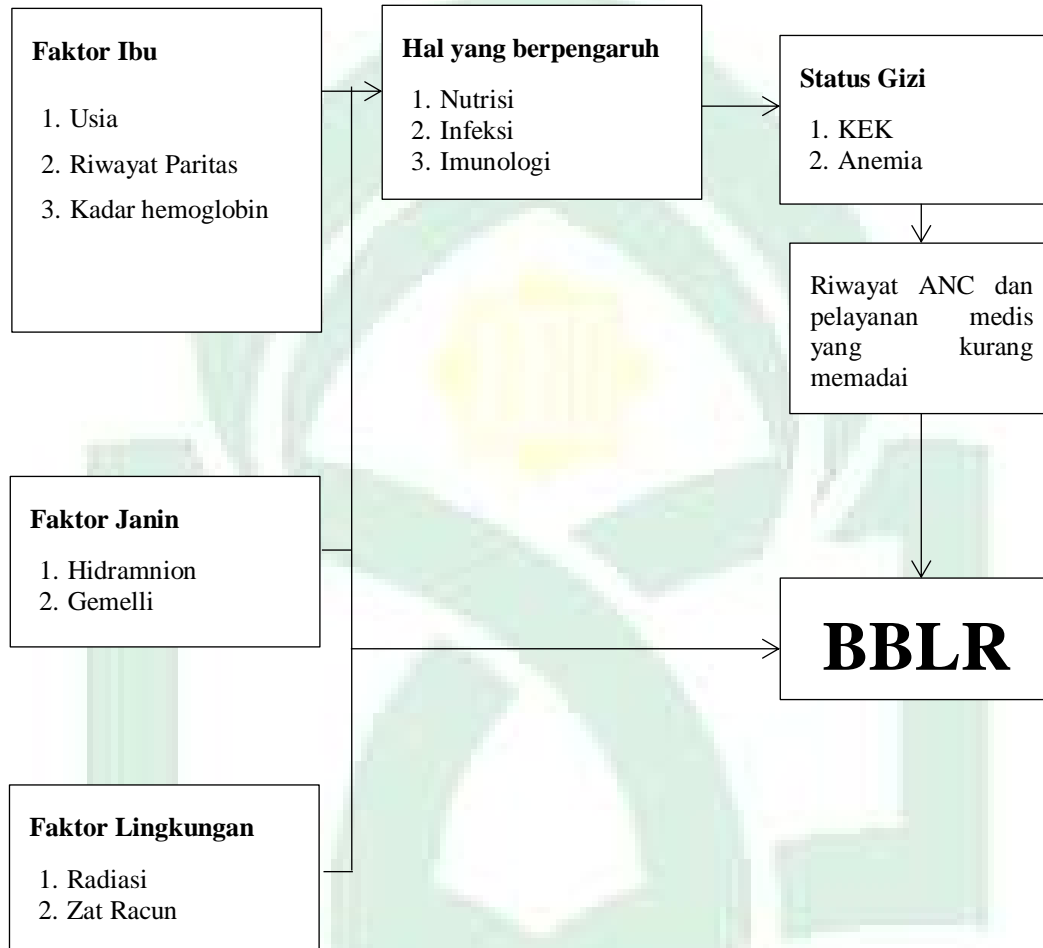 Faktor Ibu
1. Usia
2. Riwayat Paritas
3. Kadar hemoglobin
Hal yang berpengaruh
1. Nutrisi
2. Infeksi
3. Imunologi
Status Gizi
1. KEK
2. Anemia
Riwayat ANC dan
pelayanan medis
yang kurang
memadai
Faktor Janin
1. Hidramnion
2. Gemelli
BBLR
Faktor Lingkungan
1. Radiasi
2. Zat Racun